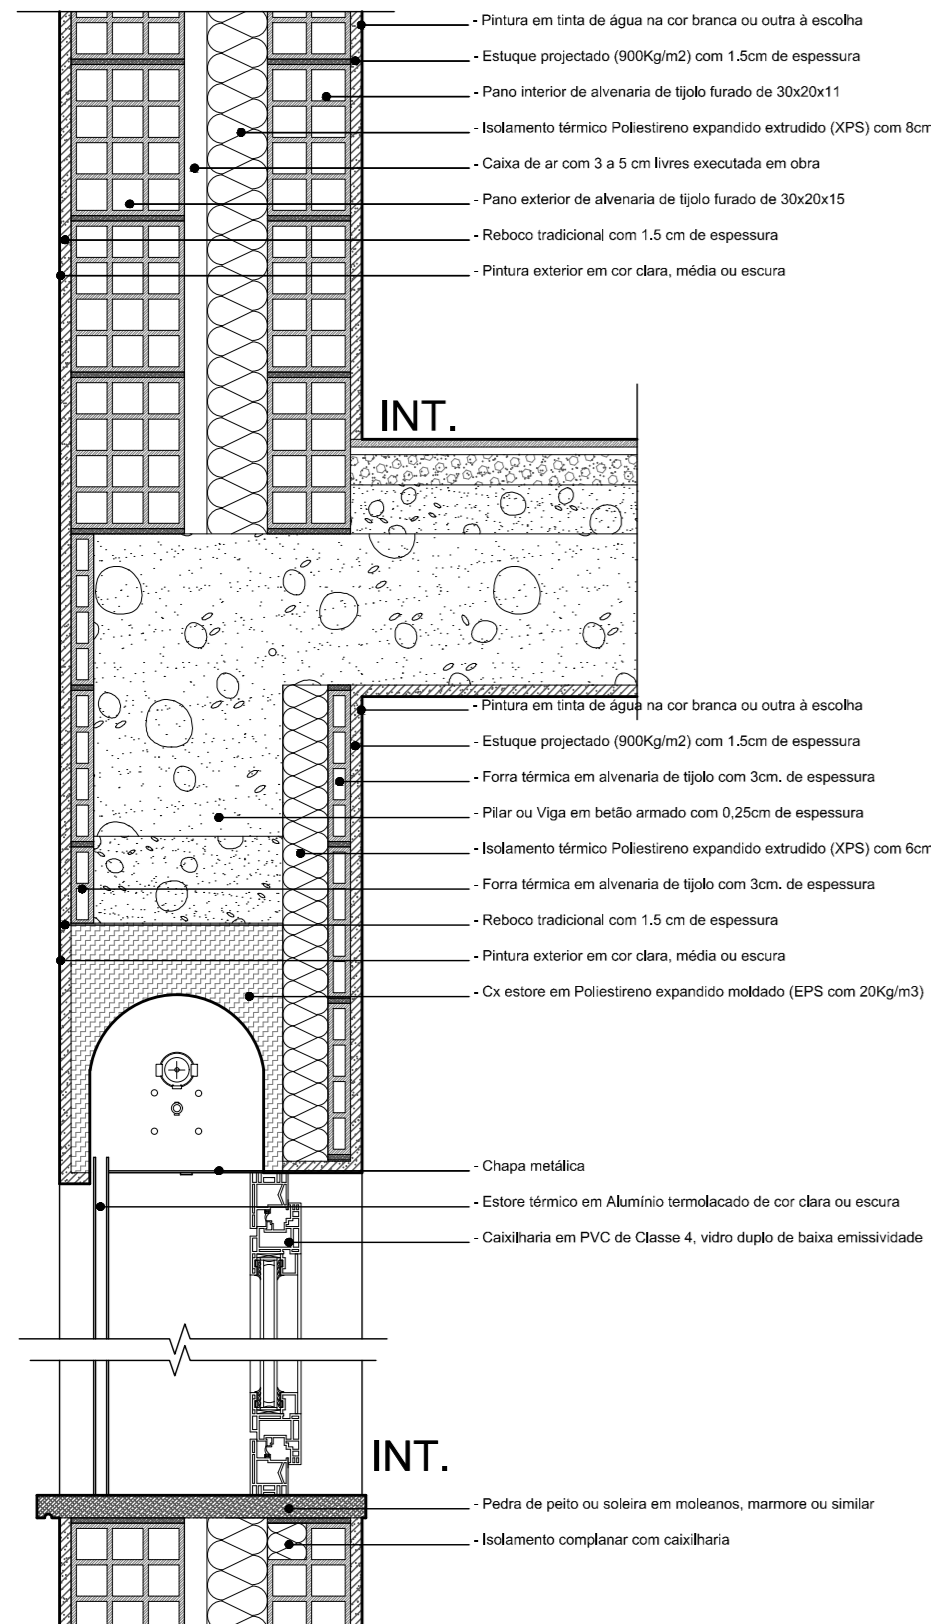 - Pintura em tinta de água na cor branca ou outra à escolha
- Estuque projectado (900Kg/m2) com 1.5cm de espessura
- Pano interior de alvenaria de tijolo furado de 30x20x11
- Isolamento térmico Poliestireno expandido extrudido (XPS) com 8cm
- Caixa de ar com 3 a 5 cm livres executada em obra
- Pano exterior de alvenaria de tijolo furado de 30x20x15
- Reboco tradicional com 1.5 cm de espessura
- Pintura exterior em cor clara, média ou escura
INT.
- Pintura em tinta de água na cor branca ou outra à escolha
- Estuque projectado (900Kg/m2) com 1.5cm de espessura
- Forra térmica em alvenaria de tijolo com 3cm. de espessura
- Pilar ou Viga em betão armado com 0,25cm de espessura
- Isolamento térmico Poliestireno expandido extrudido (XPS) com 6cm
- Forra térmica em alvenaria de tijolo com 3cm. de espessura
- Reboco tradicional com 1.5 cm de espessura
- Pintura exterior em cor clara, média ou escura
- Cx estore em Poliestireno expandido moldado (EPS com 20Kg/m3)
- Chapa metálica
- Estore térmico em Alumínio termolacado de cor clara ou escura
- Caixilharia em PVC de Classe 4, vidro duplo de baixa emissividade
INT.
- Pedra de peito ou soleira em moleanos, marmore ou similar
- Isolamento complanar com caixilharia